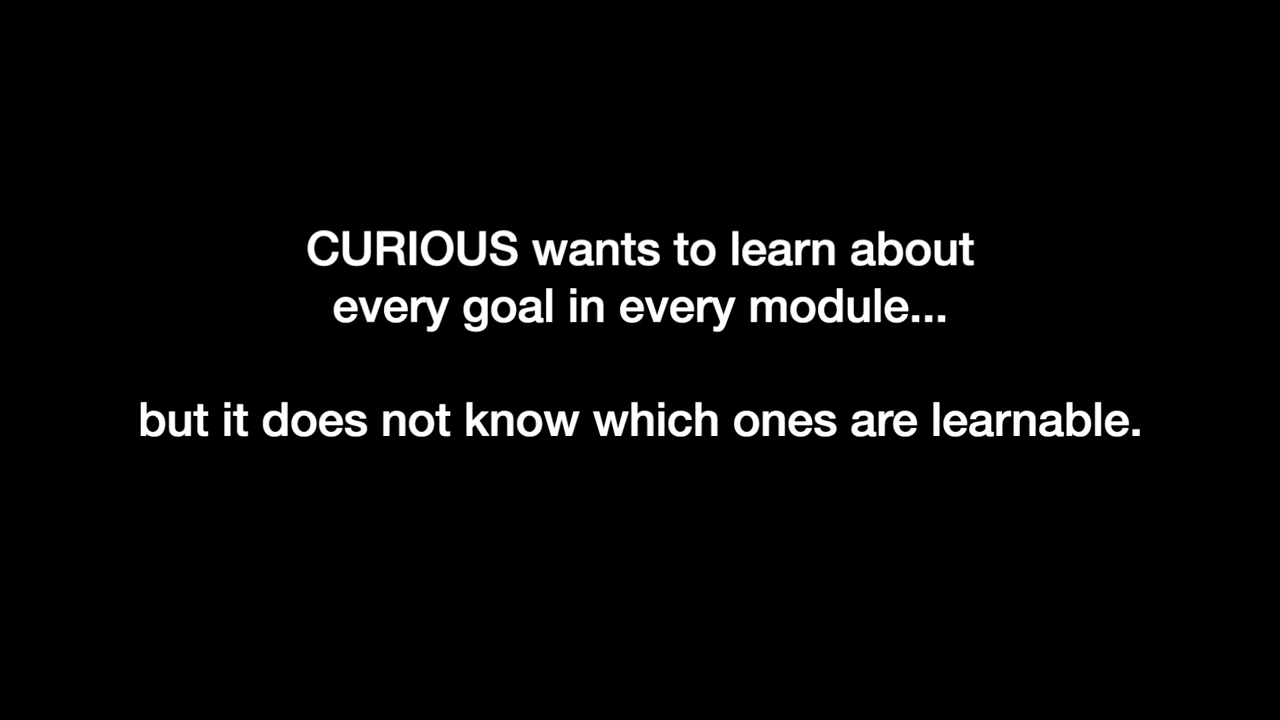 CURIOUS wants to learn about
every goal in every module...
but it does not know which ones are learnable.